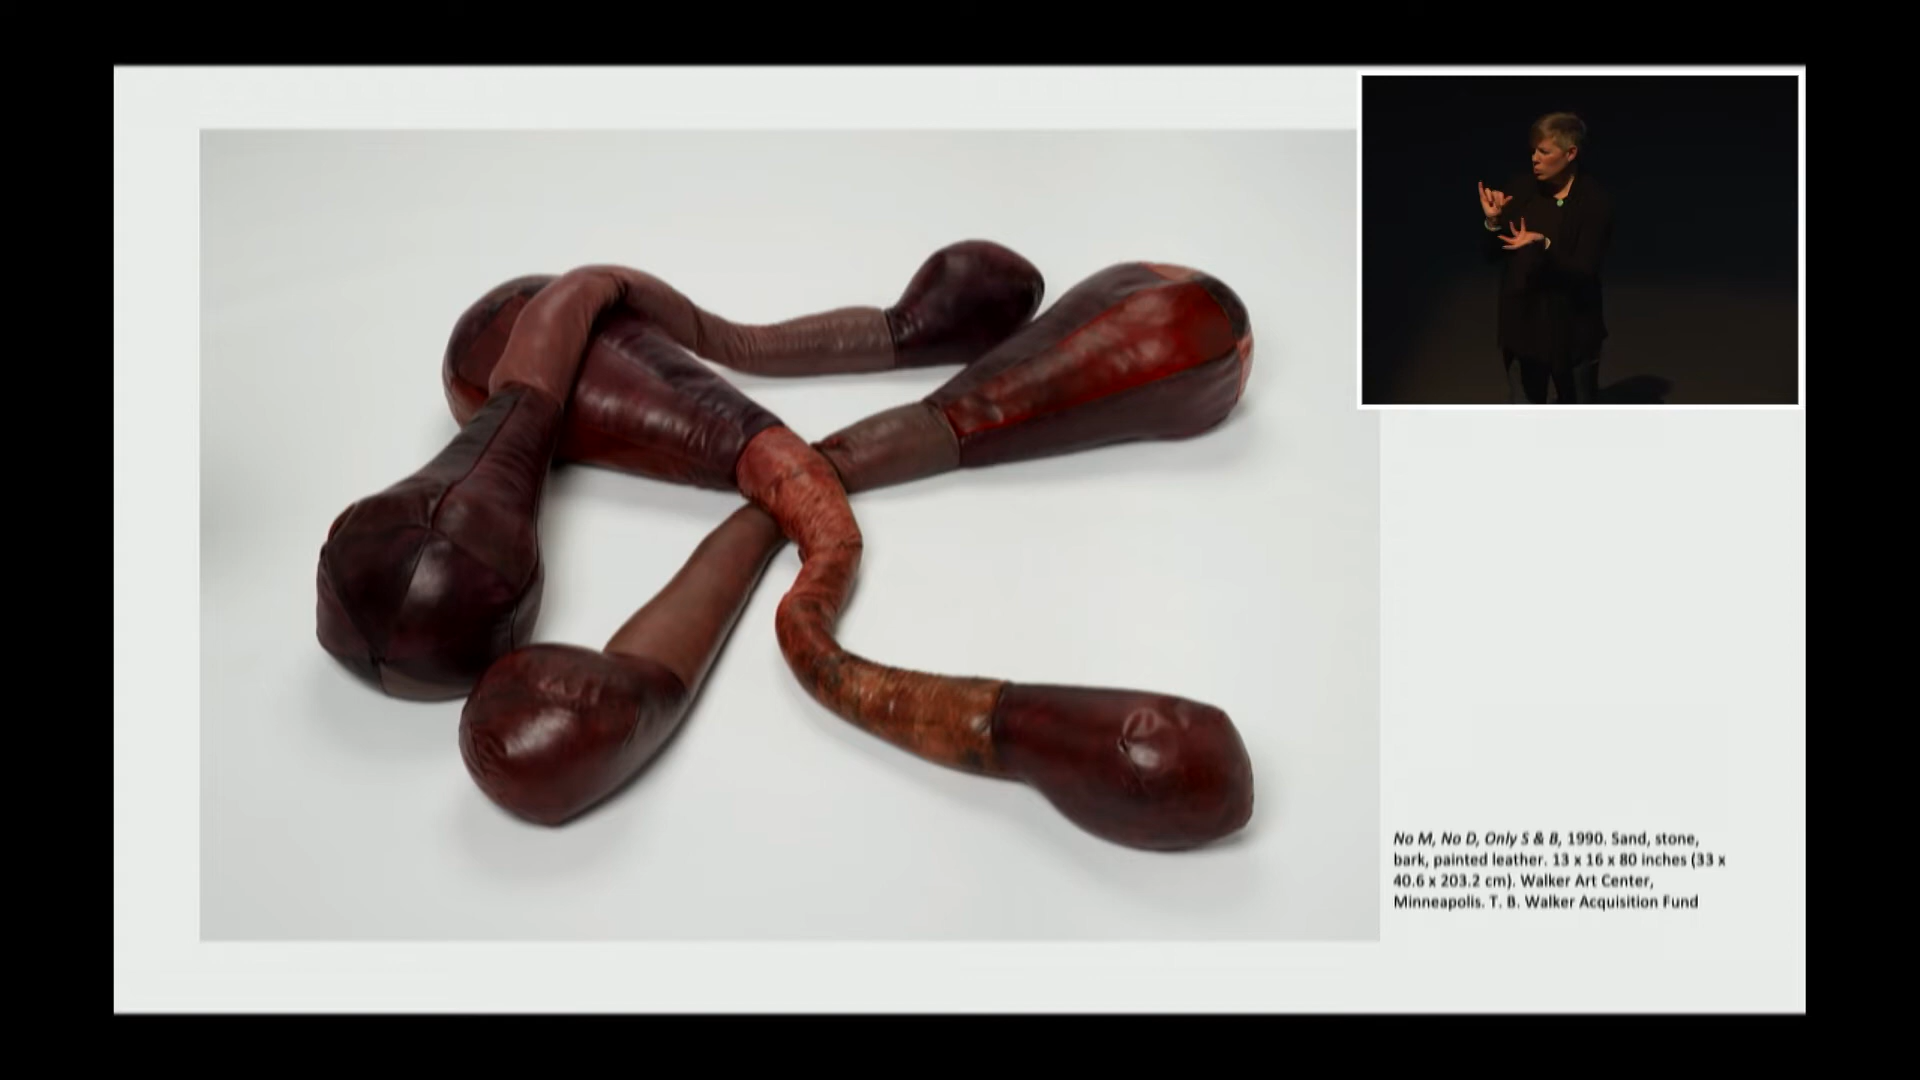 No M, No D, Only S & B, 1990. Sand, stone,
bark, painted leather. 13 x 16 x 80 inches (33 x
40.6 x 203.2 cm). Walker Art Center,
Minneapolis. T. B. Walker Acquisition Fund